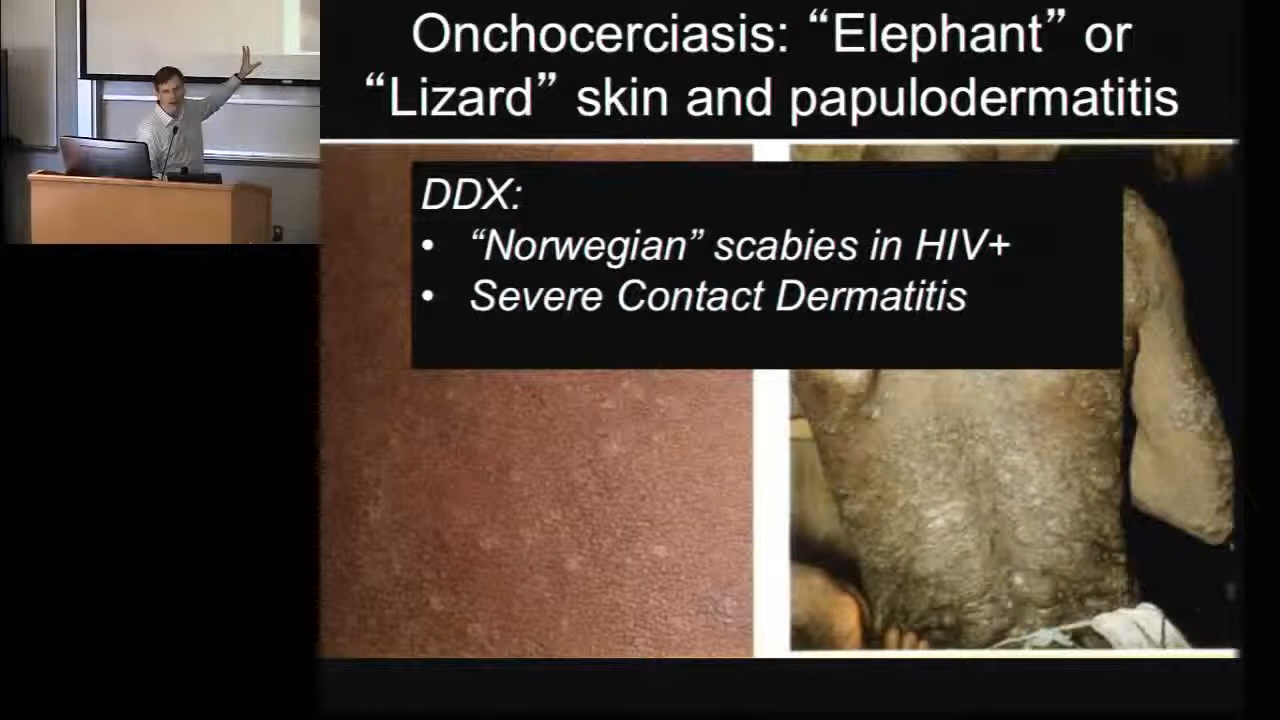 Onchocerciasis: “Elephant” or
“Lizard” skin and papulodermatitis
DDX:
• “Norwegian” scabies in HIV+
• Severe Contact Dermatitis